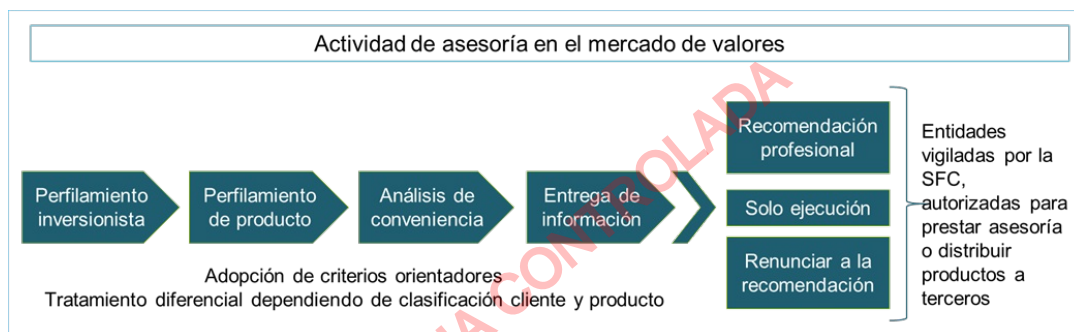 Actividad de asesoría en el mercado de valores
Perfilamiento
inversionista
Perfilamiento
de producto
Análisis de
conveniencia
Entrega de
información
Recomendación
profesional
Solo ejecución
Renunciar a la
recomendación
Entidades
vigiladas por la
SFC,
autorizadas para
prestar asesoría
o distribuir
productos a
terceros
Adopción de criterios orientadores
Tratamiento diferencial dependiendo de clasificación cliente y producto
CONTROLADA